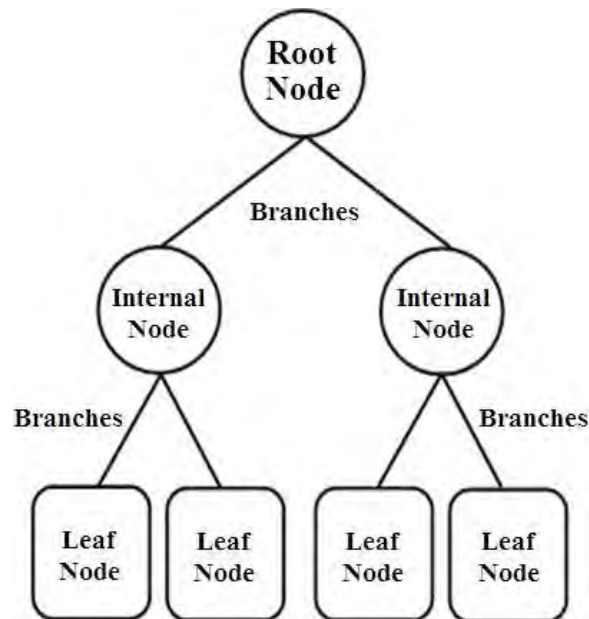 Root
Node
Branches
Internal
Node
Internal
Node
Branches
Branches
Leaf
Node
Leaf
Node
Leaf
Node
Leaf
Node